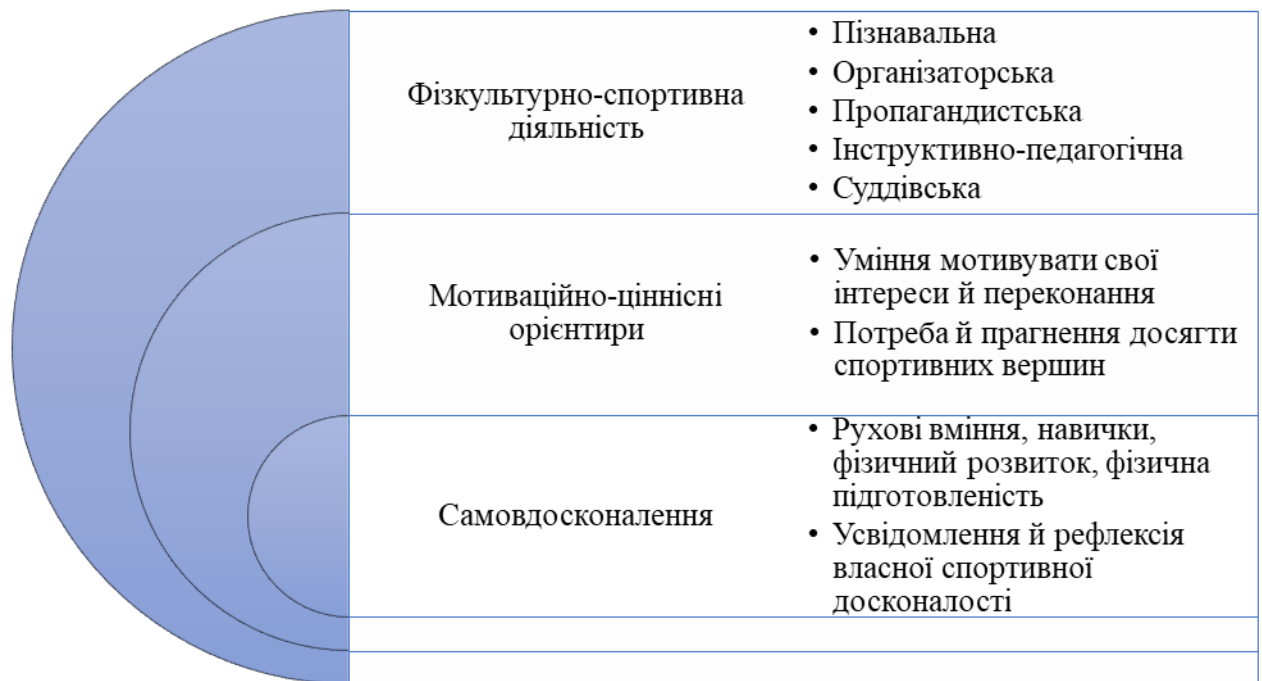 Фізкультурно-спортивна
діяльність
• Пізнавальна
• Організаторська
• Пропагандистська
• Інструктивно-педагогічна
• Суддівська
Мотиваційно-ціннісні
орієнтири
• Уміння мотивувати свої
інтереси й переконання
• Потреба й прагнення досягти
спортивних вершин
Самовдосконалення
• Рухові вміння, навички,
фізичний розвиток, фізична
підготовленість
• Усвідомлення й рефлексія
власної спортивної
досконалості